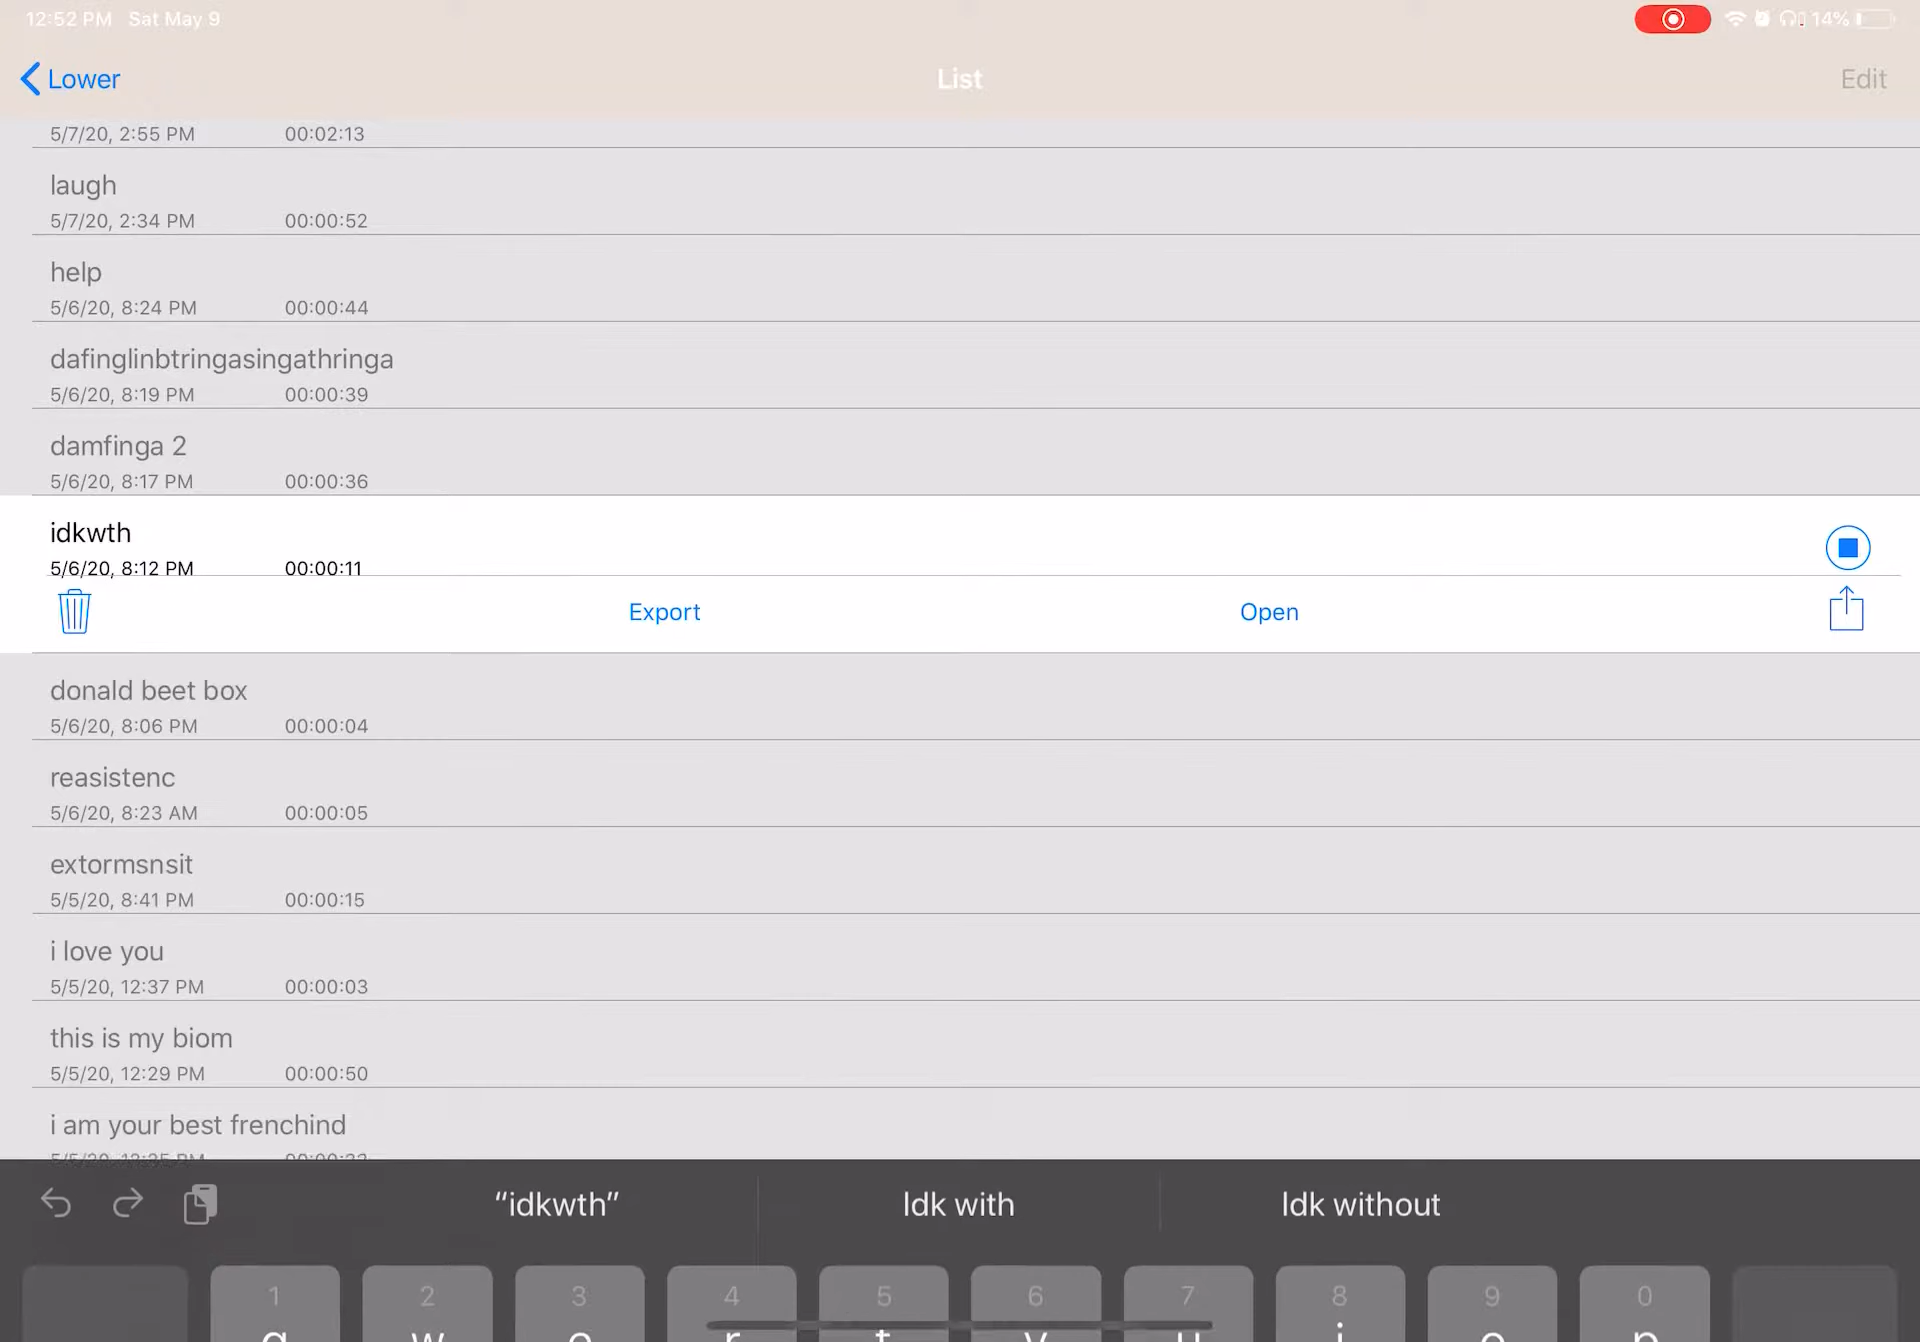 12:52 PM Sat May 9 14%
Lower List Edit
5/7/20, 2:55 PM 00:02:13
laugh
5/7/20, 2:34 PM 00:00:52
help
5/6/20, 8:24 PM 00:00:44
dafinglinbtringasingathringa
5/6/20, 8:19 PM 00:00:39
damfinga 2
5/6/20, 8:17 PM 00:00:36
idkwth
5/6/20, 8:12 PM 00:00:11
Export Open
donald beet box
5/6/20, 8:06 PM 00:00:04
reasistenc
5/6/20, 8:23 AM 00:00:05
extormsnsit
5/5/20, 8:41 PM 00:00:15
i love you
5/5/20, 12:37 PM 00:00:03
this is my biom
5/5/20, 12:29 PM 00:00:50
i am your best frenchind
“idkwth” Idk with Idk without
1 2 3 4 5 6 7 8 9 0
q w e r t y u i o p